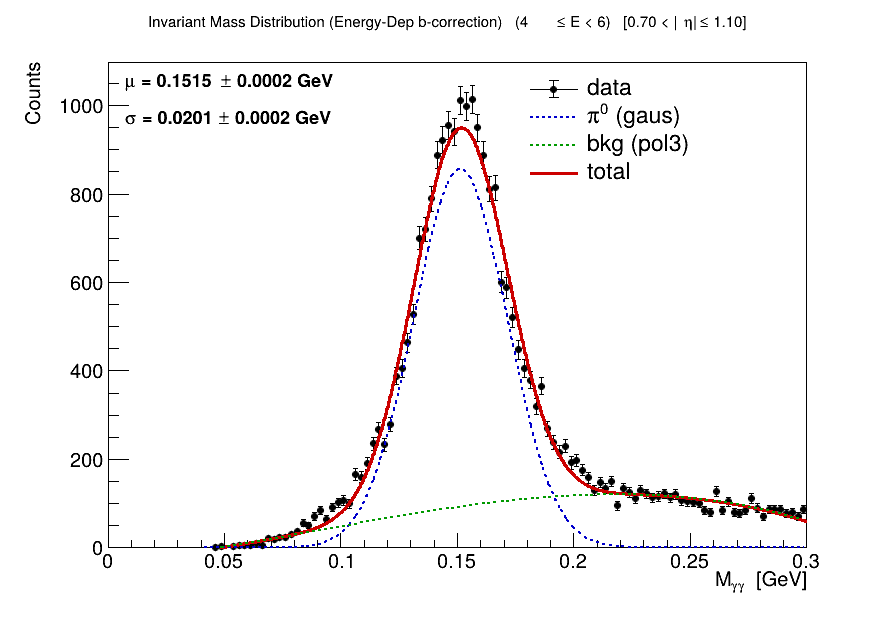 Invariant Mass Distribution (Energy-Dep b-correction) (4 ≤ E < 6) [0.70 < | η| ≤ 1.10]
μ = 0.1515 ± 0.0002 GeV
σ = 0.0201 ± 0.0002 GeV
data
π⁰ (gaus)
bkg (pol3)
total
Counts
1000
800
600
400
200
0
0 0.05 0.1 0.15 0.2 0.25 0.3
Mγγ [GeV]